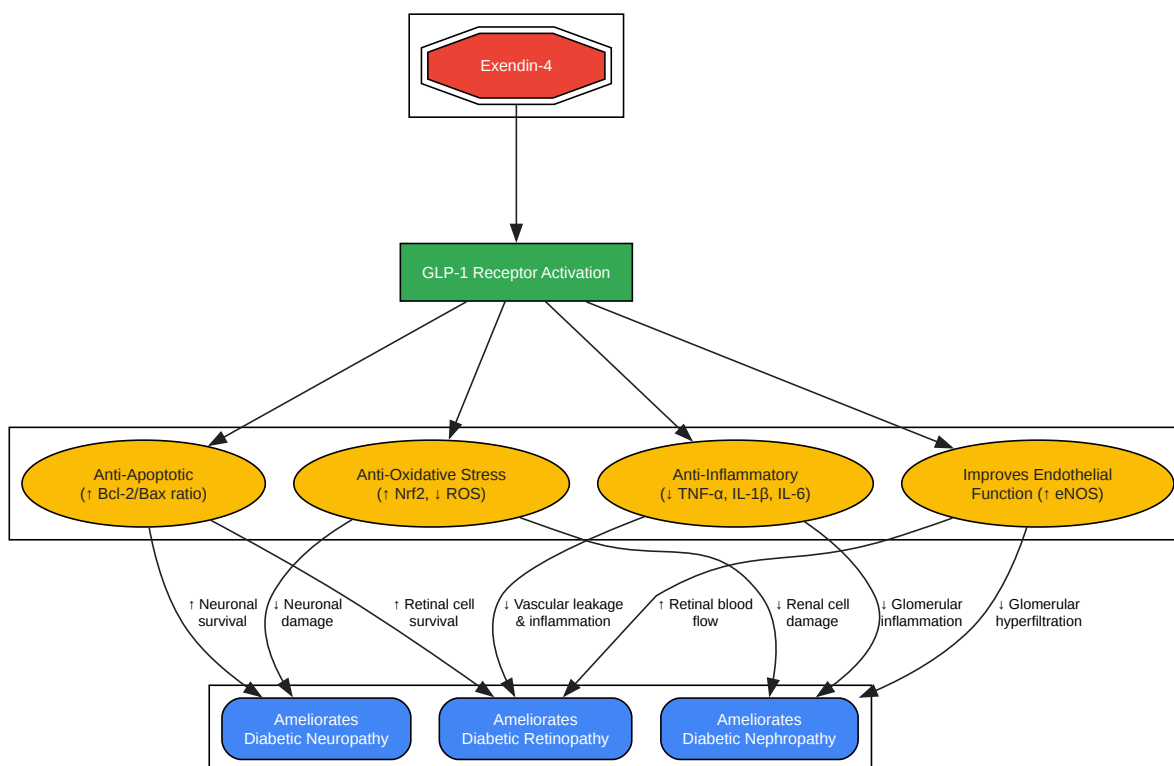 Exendin-4
GLP-1 Receptor Activation
Anti-Apoptotic
(↑ Bcl-2/Bax ratio)
Anti-Oxidative Stress
(↑ Nrf2, ↓ ROS)
Anti-Inflammatory
(↓ TNF-α, IL-1β, IL-6)
Improves Endothelial
Function (↑ eNOS)
↑ Neuronal
survival
↓ Neuronal
damage
↑ Retinal cell
survival
↓ Vascular leakage
& inflammation
↑ Retinal blood
flow
↓ Renal cell
damage
↓ Glomerular
inflammation
↓ Glomerular
hyperfiltration
Ameliorates
Diabetic Neuropathy
Ameliorates
Diabetic Retinopathy
Ameliorates
Diabetic Nephropathy